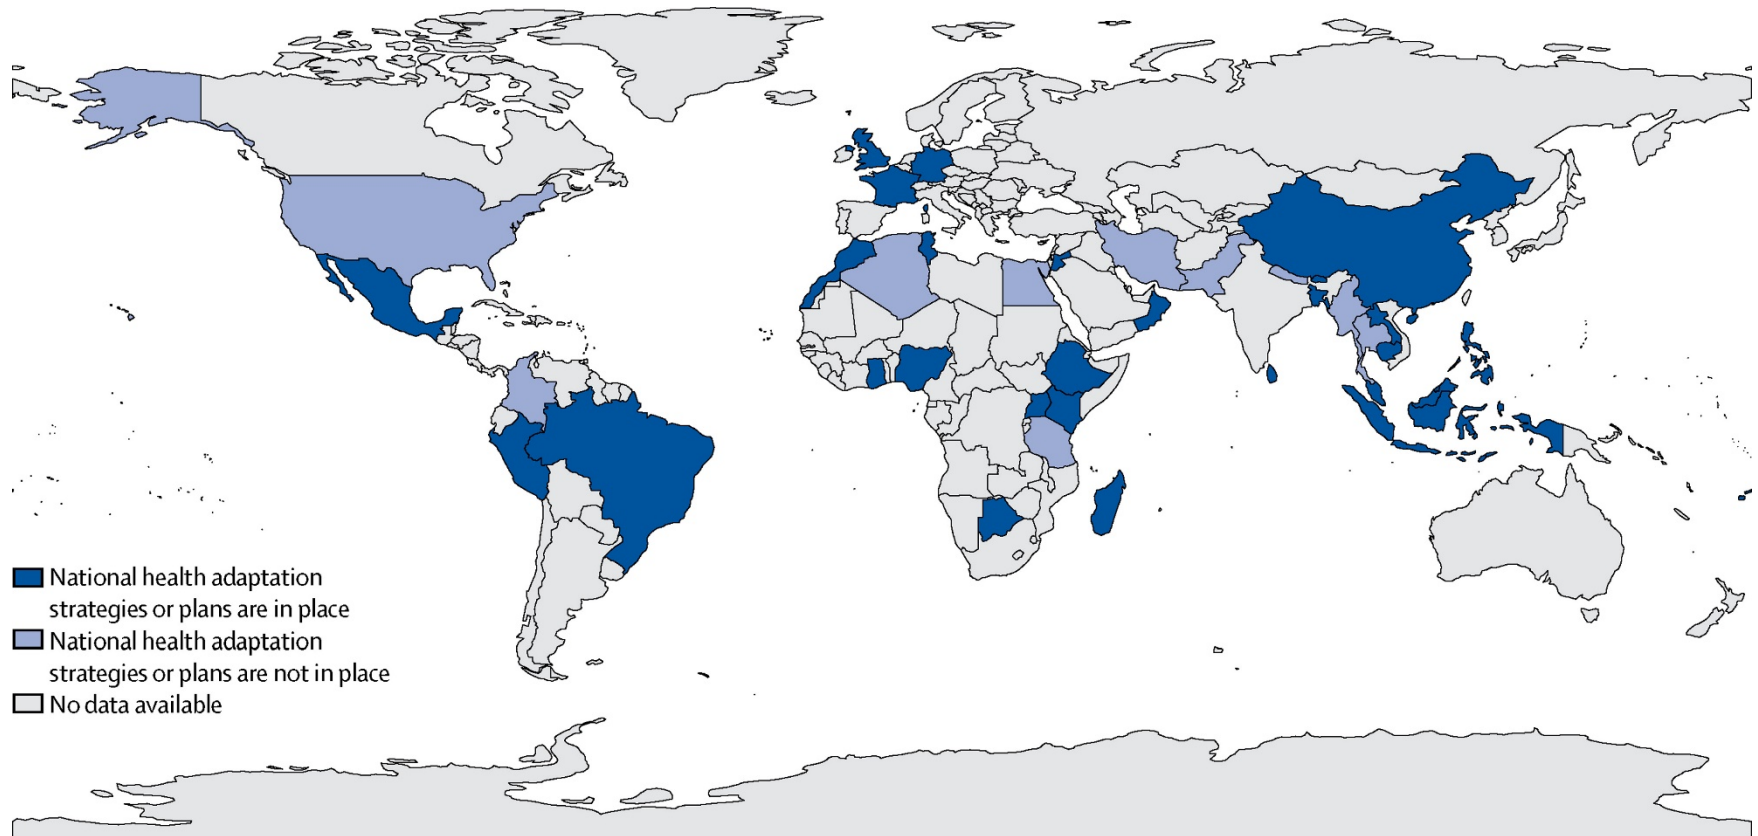 National health adaptation
strategies or plans are in place
National health adaptation
strategies or plans are not in place
No data available